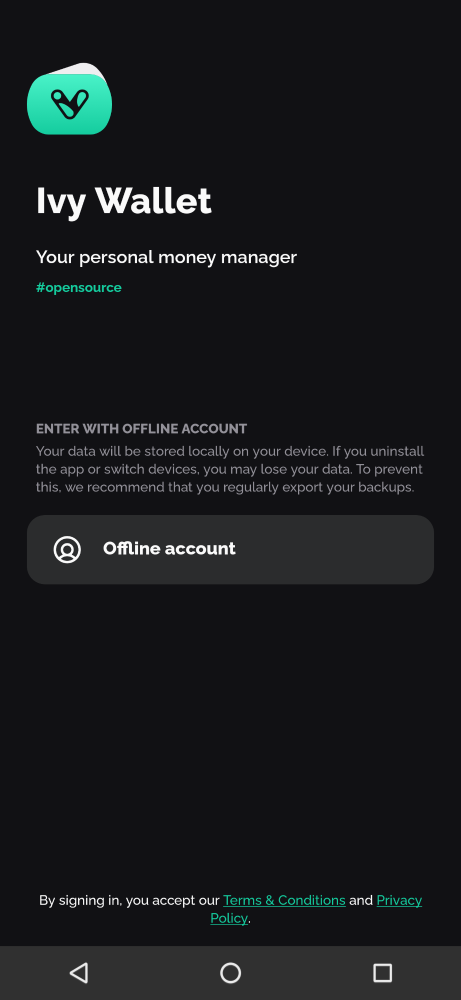 Ivy Wallet
Your personal money manager
#opensource
ENTER WITH OFFLINE ACCOUNT
Your data will be stored locally on your device. If you uninstall
the app or switch devices, you may lose your data. To prevent
this, we recommend that you regularly export your backups.
Offline account
By signing in, you accept our Terms & Conditions and Privacy
Policy.